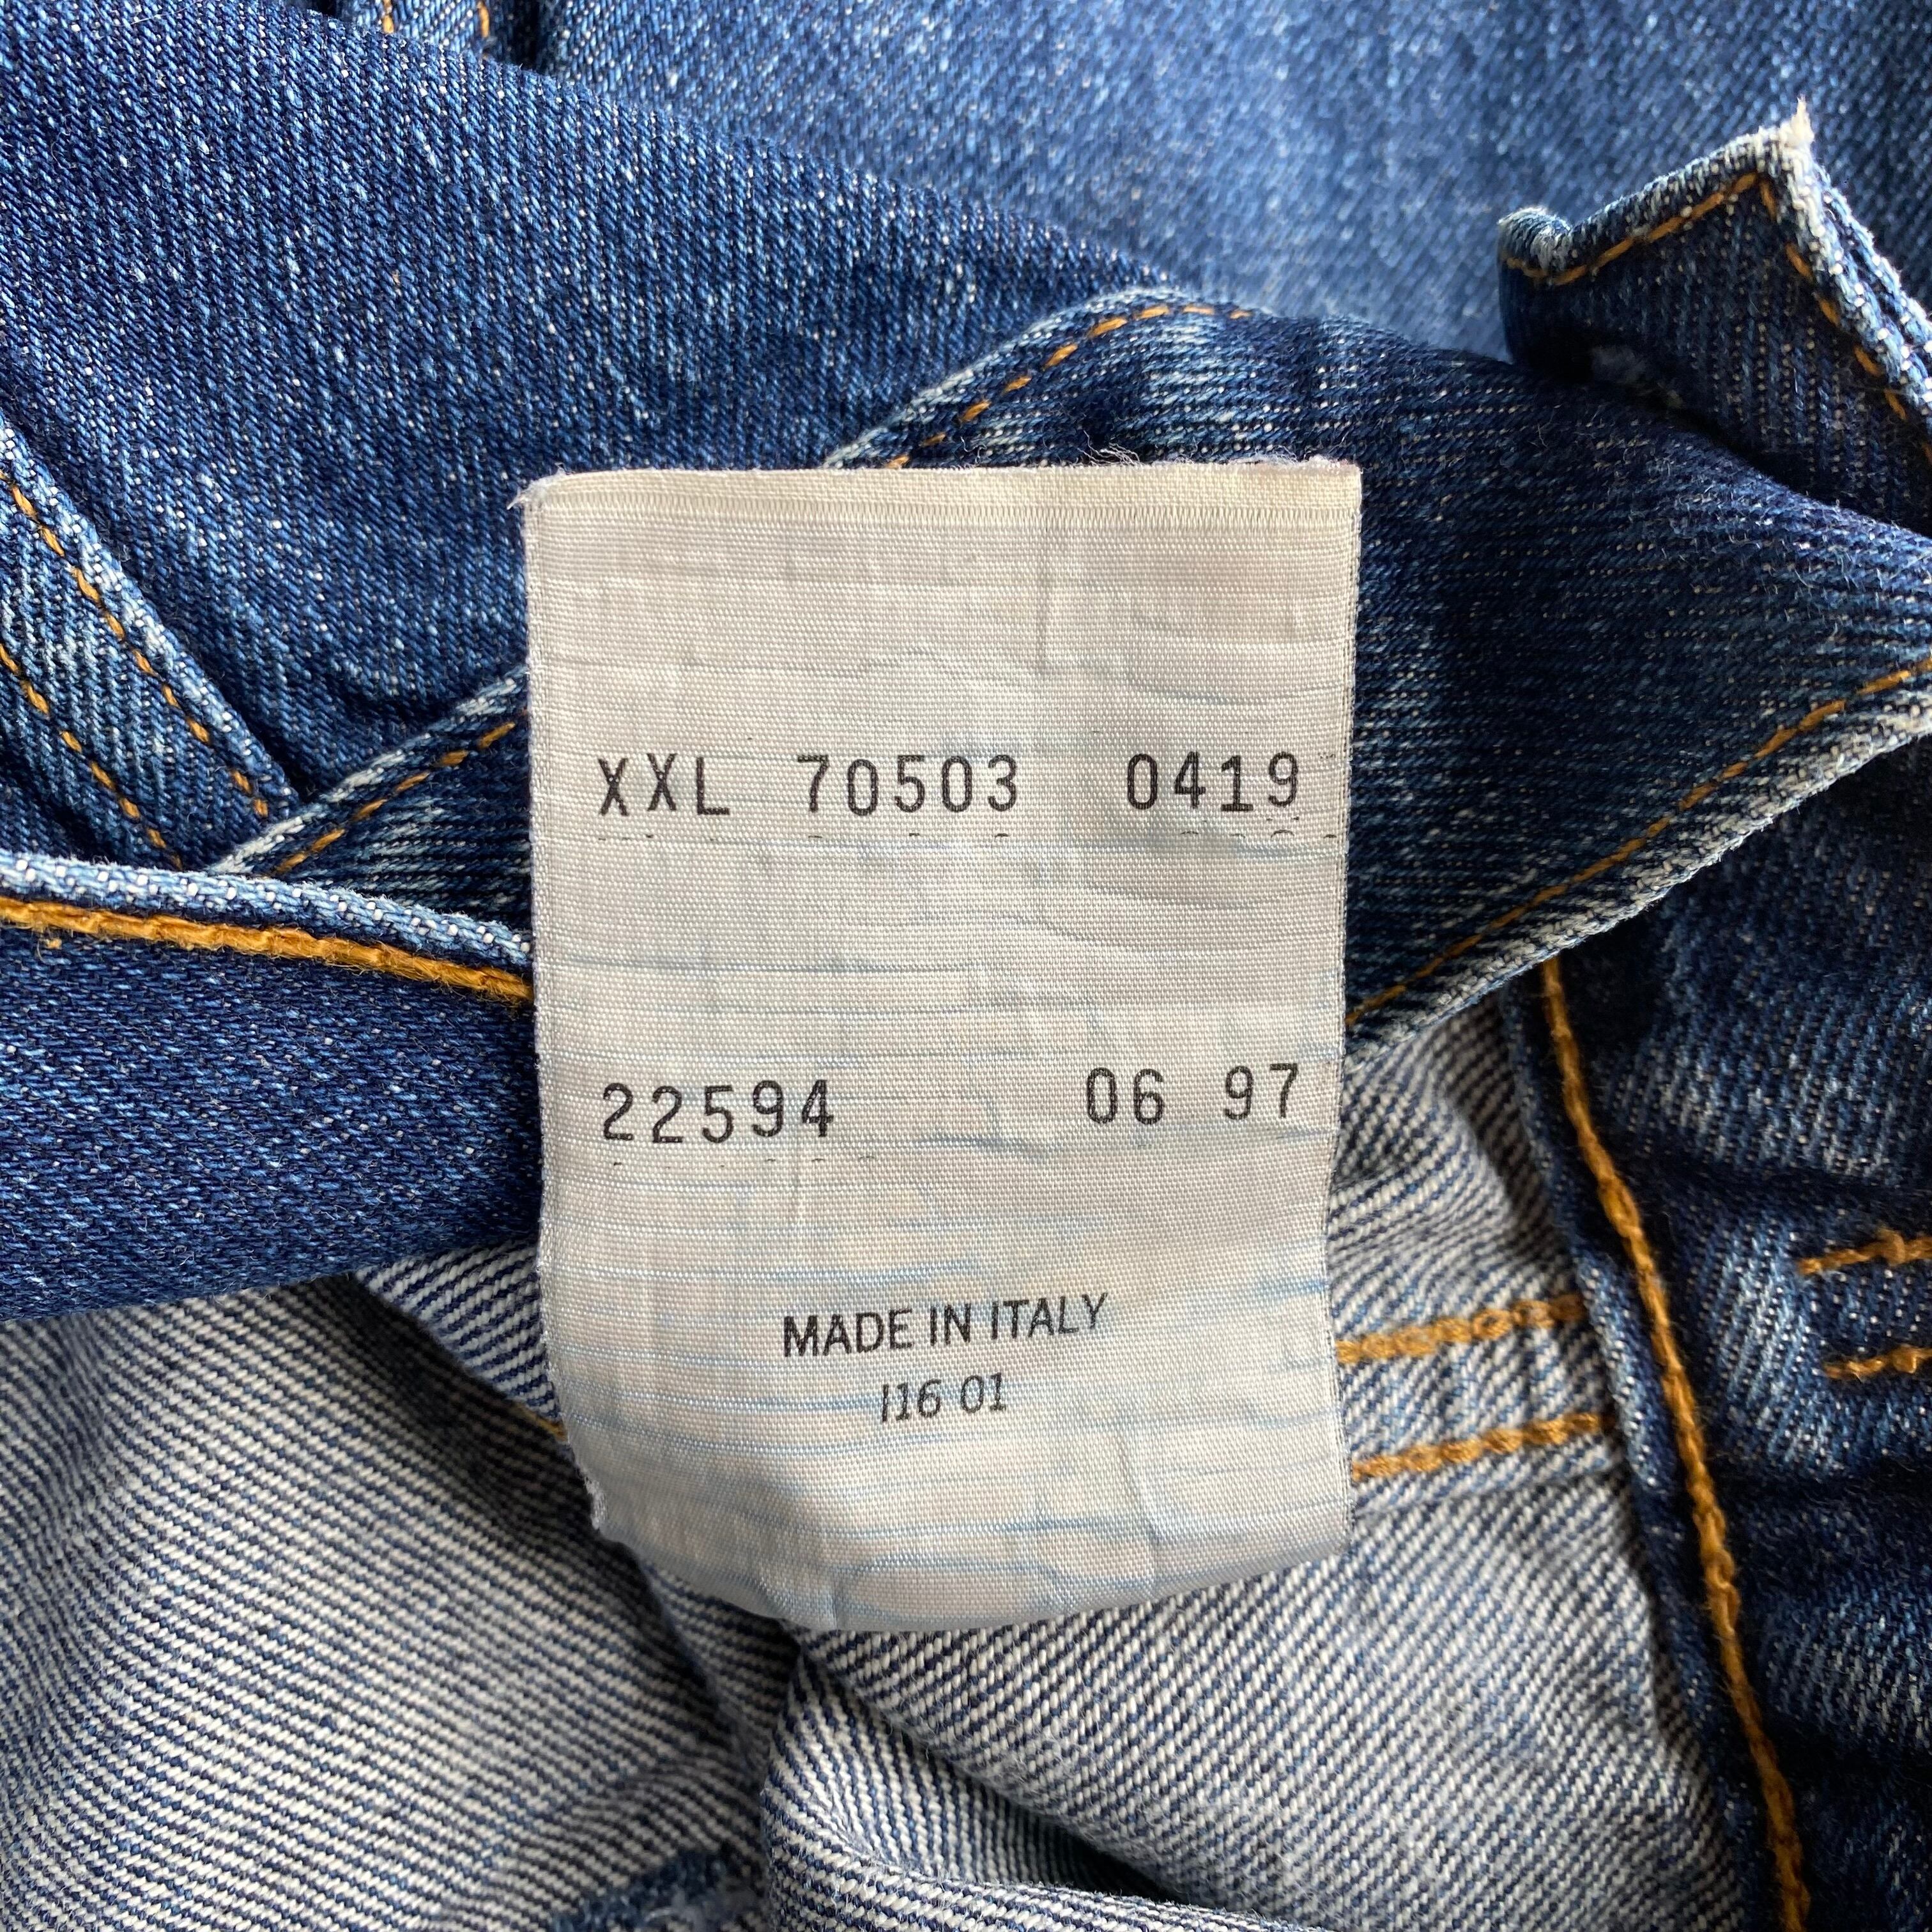 XXL 70503 0419
22594 06 97
MADE IN ITALY
I16 01